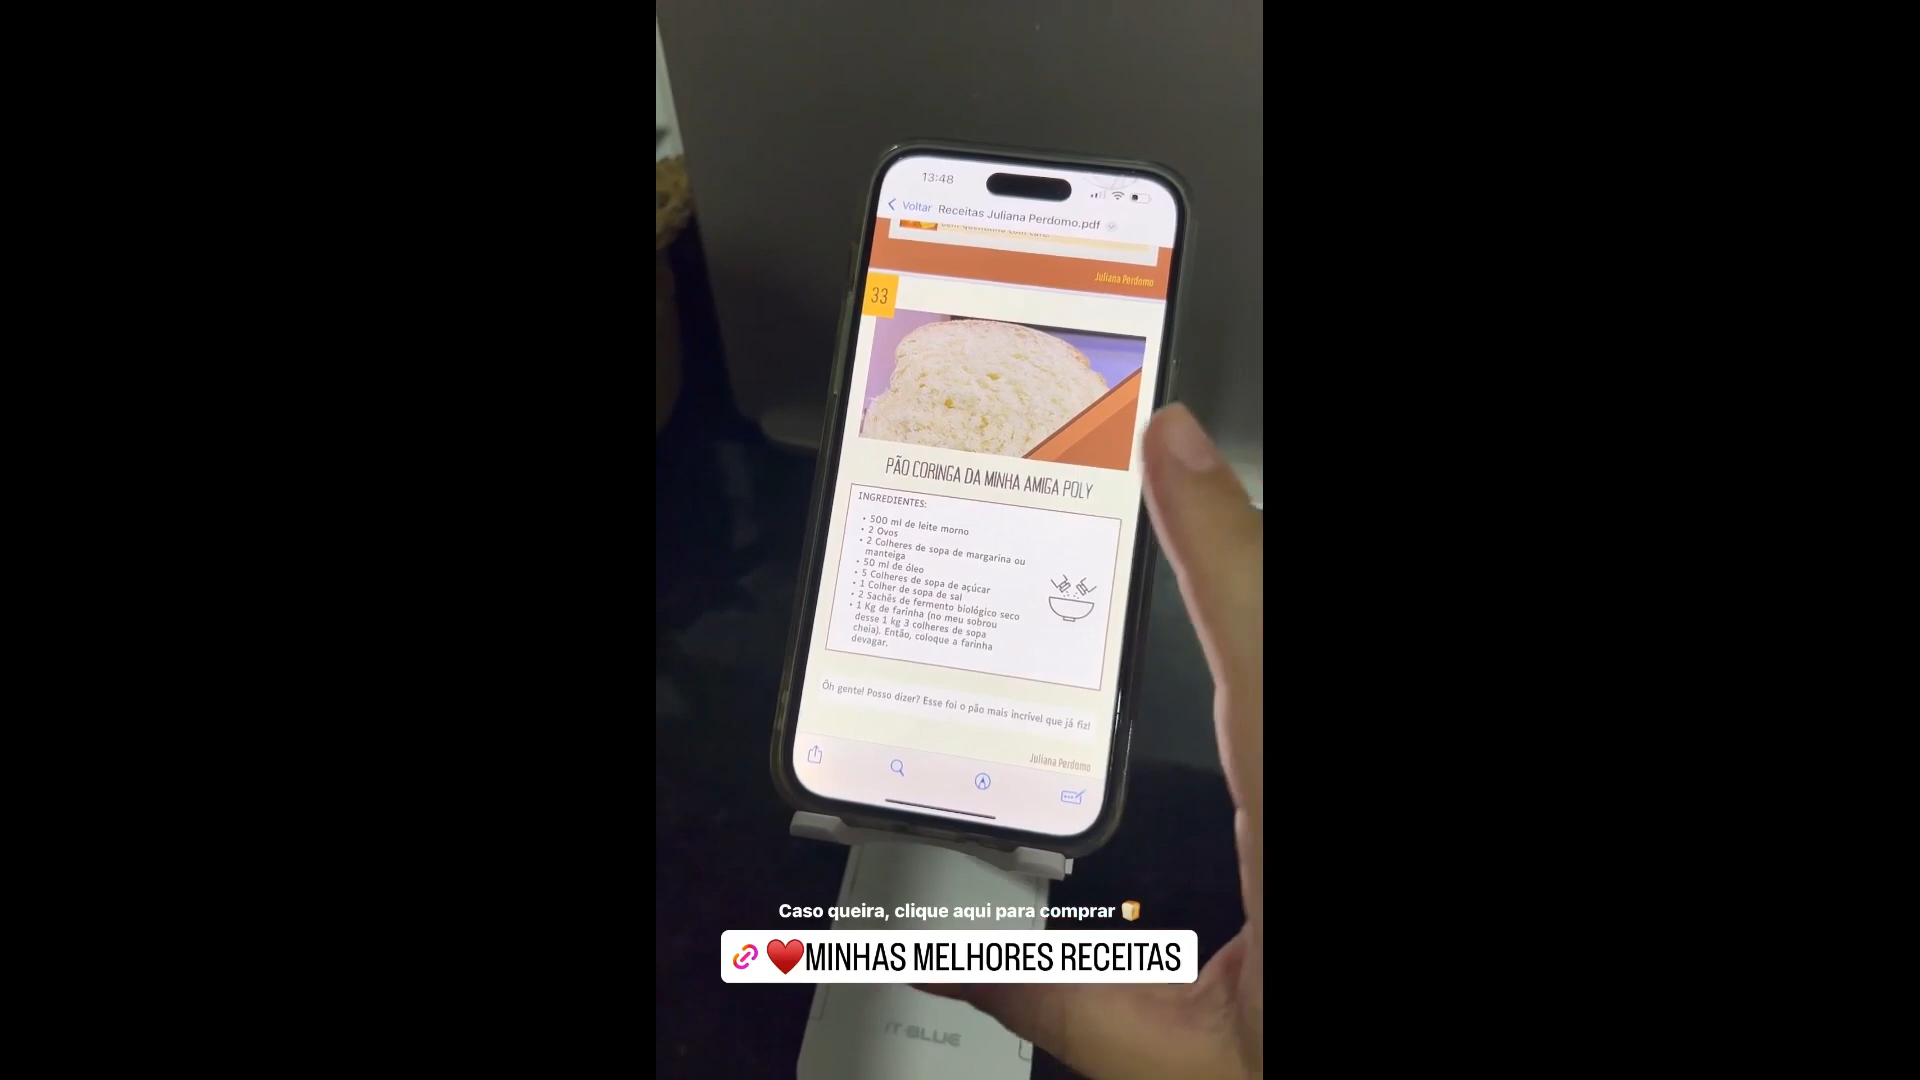 13:48
Voltar Receitas Juliana Perdomo.pdf
Juliana Perdomo
33
PÃO CORINGA DA MINHA AMIGA POLY
INGREDIENTES:
• 500 ml de leite morno
• 2 Ovos
• 2 Colheres de sopa de margarina ou
manteiga
• 50 ml de óleo
• 5 Colheres de sopa de açúcar
• 1 Colher de sopa de sal
• 2 Sachês de fermento biológico seco
• 1 Kg de farinha (no meu sobrou
desse 1 kg 3 colheres de sopa
cheia). Então, coloque a farinha
devagar.
Ôh gente! Posso dizer? Esse foi o pão mais incrível que já fiz!
Juliana Perdomo
Caso queira, clique aqui para comprar 🍞
❤️MINHAS MELHORES RECEITAS
IT-BLUE